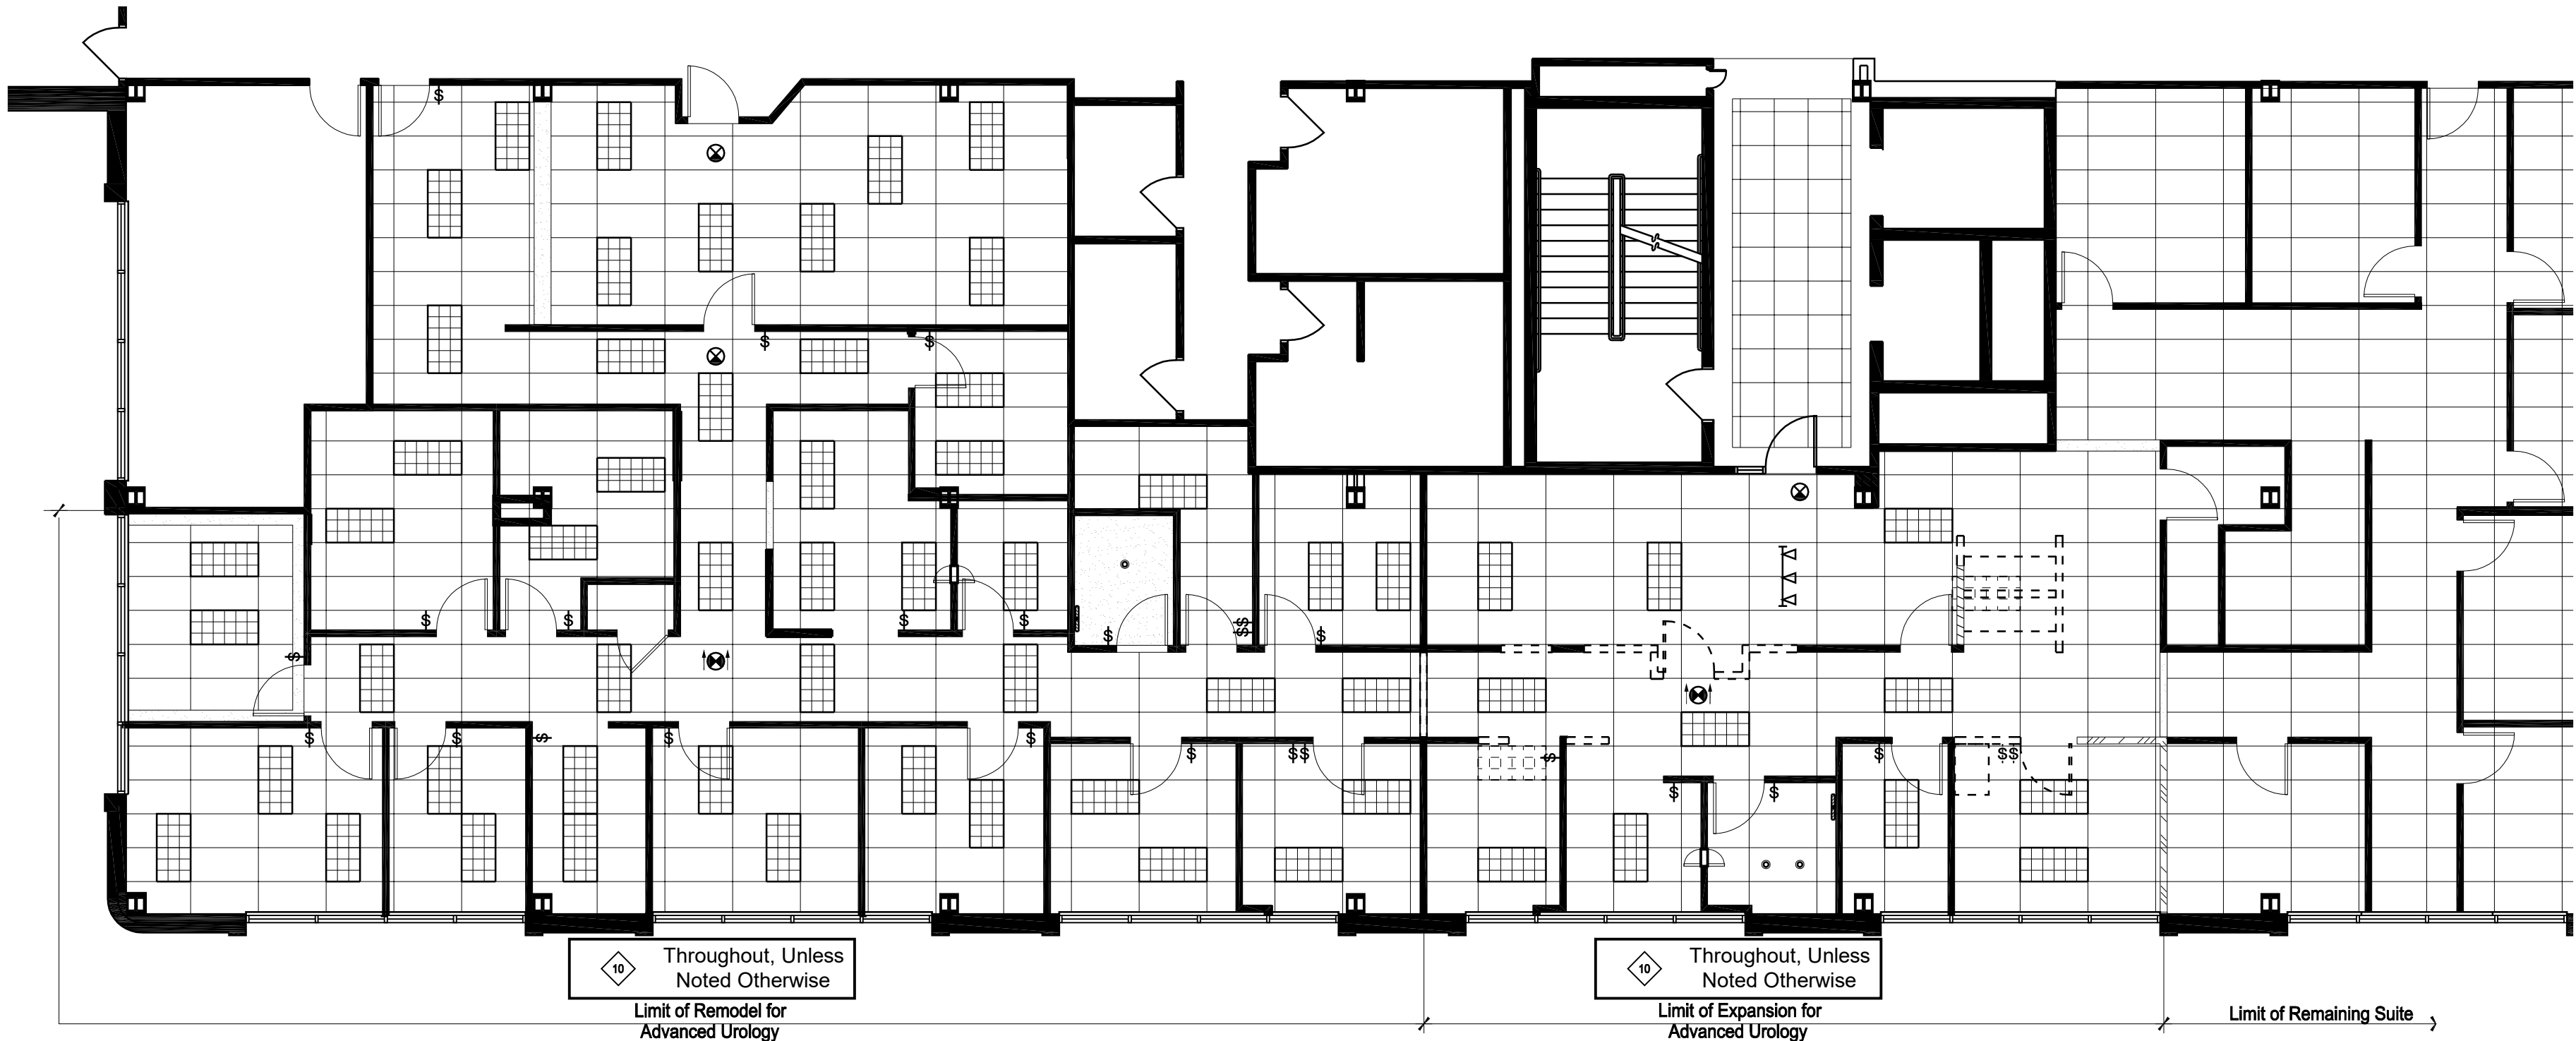 10
Throughout, Unless
Noted Otherwise
Limit of Remodel for
Advanced Urology
10
Throughout, Unless
Noted Otherwise
Limit of Expansion for
Advanced Urology
Limit of Remaining Suite